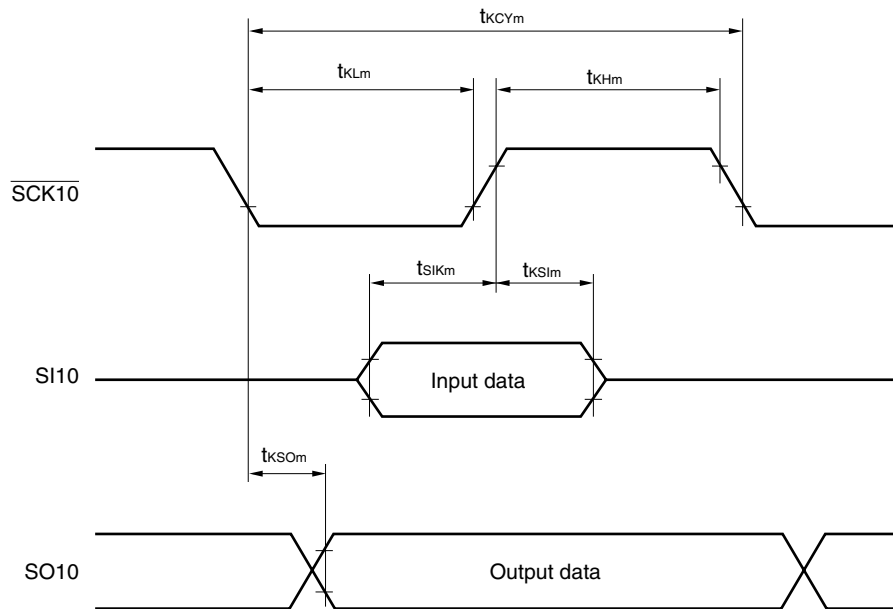 tKCYm
tKLm
tKHm
SCK10
tSIKm
tKSIm
SI10
Input data
tKSOm
SO10
Output data